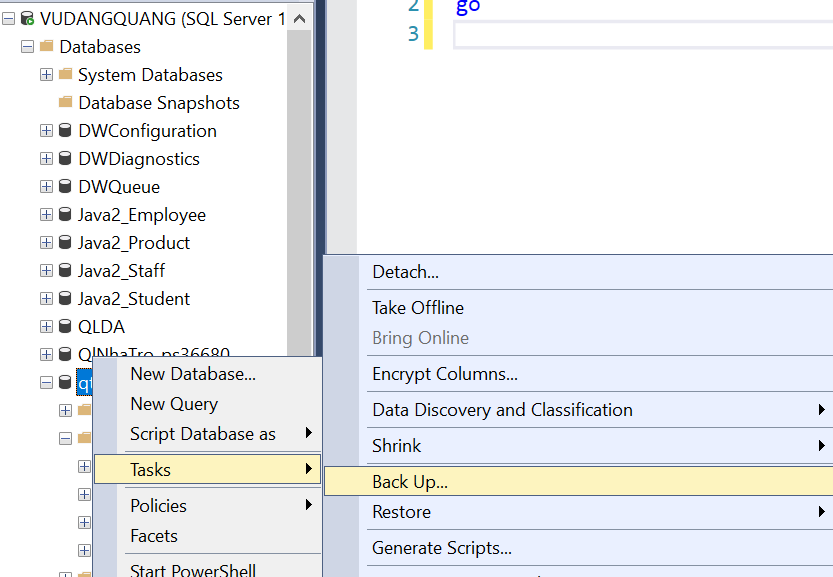 VUDANGQUANG (SQL Server 1
Databases
System Databases
Database Snapshots
DWConfiguration
DWDiagnostics
DWQueue
Java2_Employee
Java2_Product
Java2_Staff
Java2_Student
QLDA
QlNhaTro_ps36680
2 go
3
New Database...
New Query
Script Database as
Tasks
Policies
Facets
Start PowerShell
Detach...
Take Offline
Bring Online
Encrypt Columns...
Data Discovery and Classification
Shrink
Back Up...
Restore
Generate Scripts...